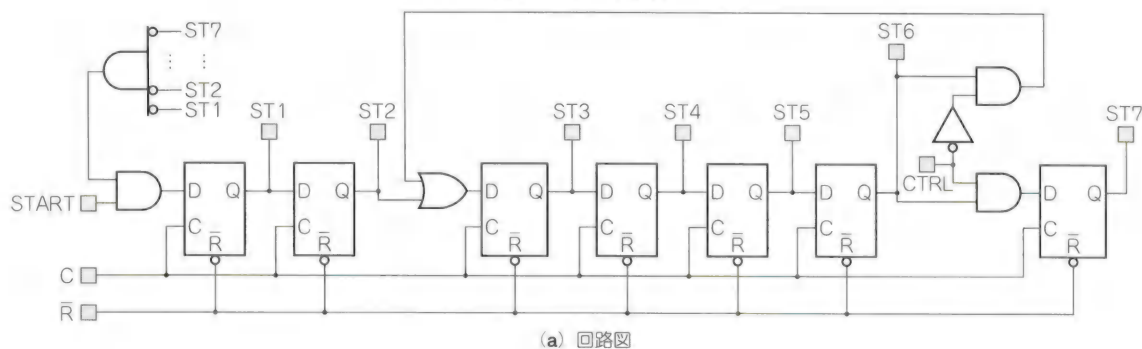 ST7
ST2
ST1
START
ST1
ST2
ST3
ST4
ST5
ST6
CTRL
ST7
D Q
C
R̅
D Q
C
R̅
D Q
C
R̅
D Q
C
R̅
D Q
C
R̅
D Q
C
R̅
D Q
C
R̅
C
R̅
(a) 回路図